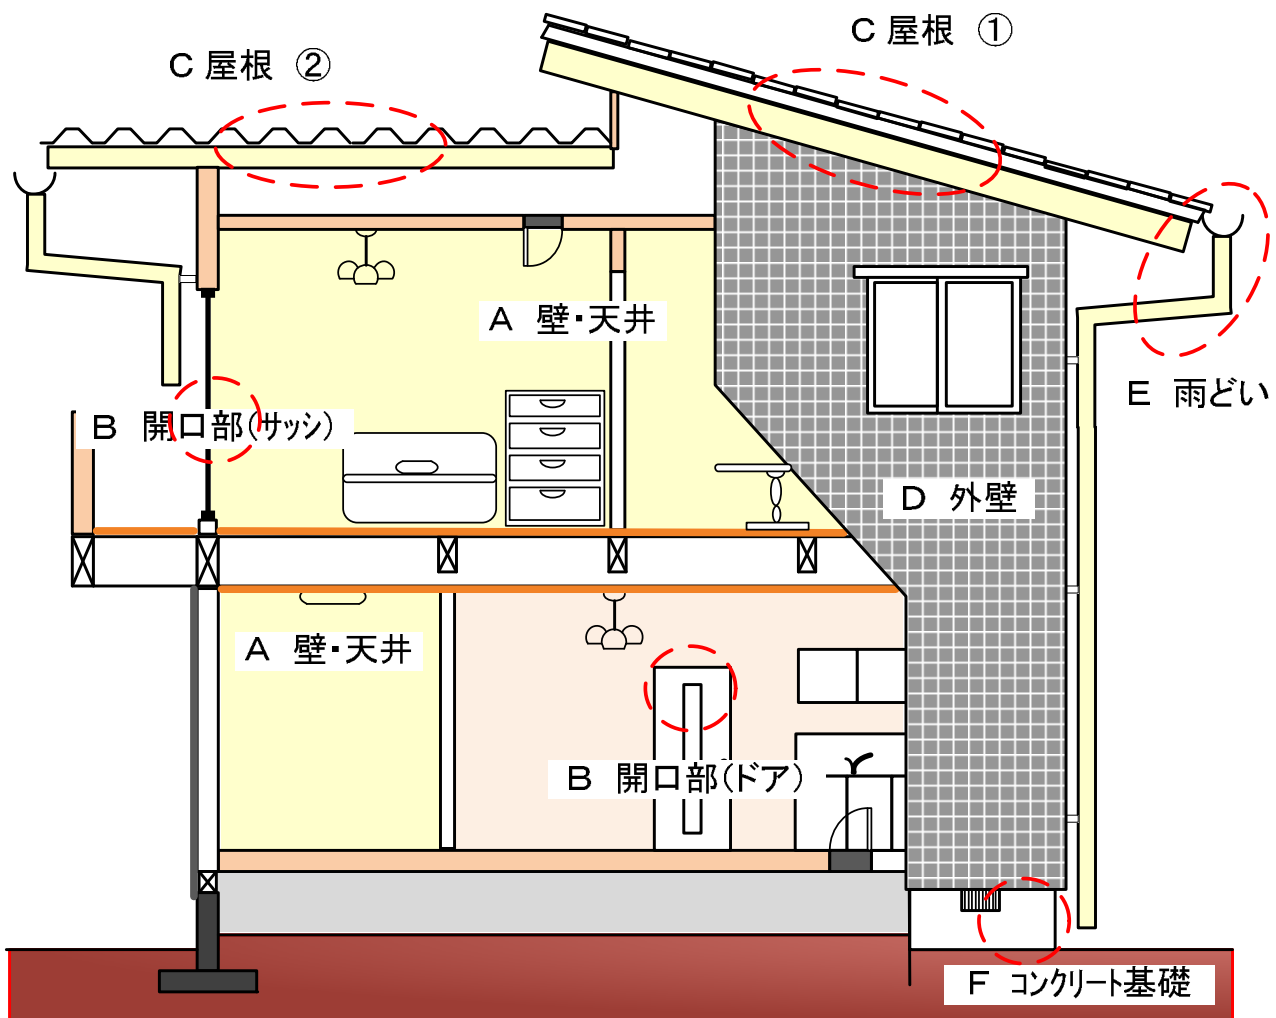 C 屋根 ①
C 屋根 ②
A 壁・天井
E 雨どい
B 開口部(サッシ)
D 外壁
A 壁・天井
B 開口部(ドア)
F コンクリート基礎